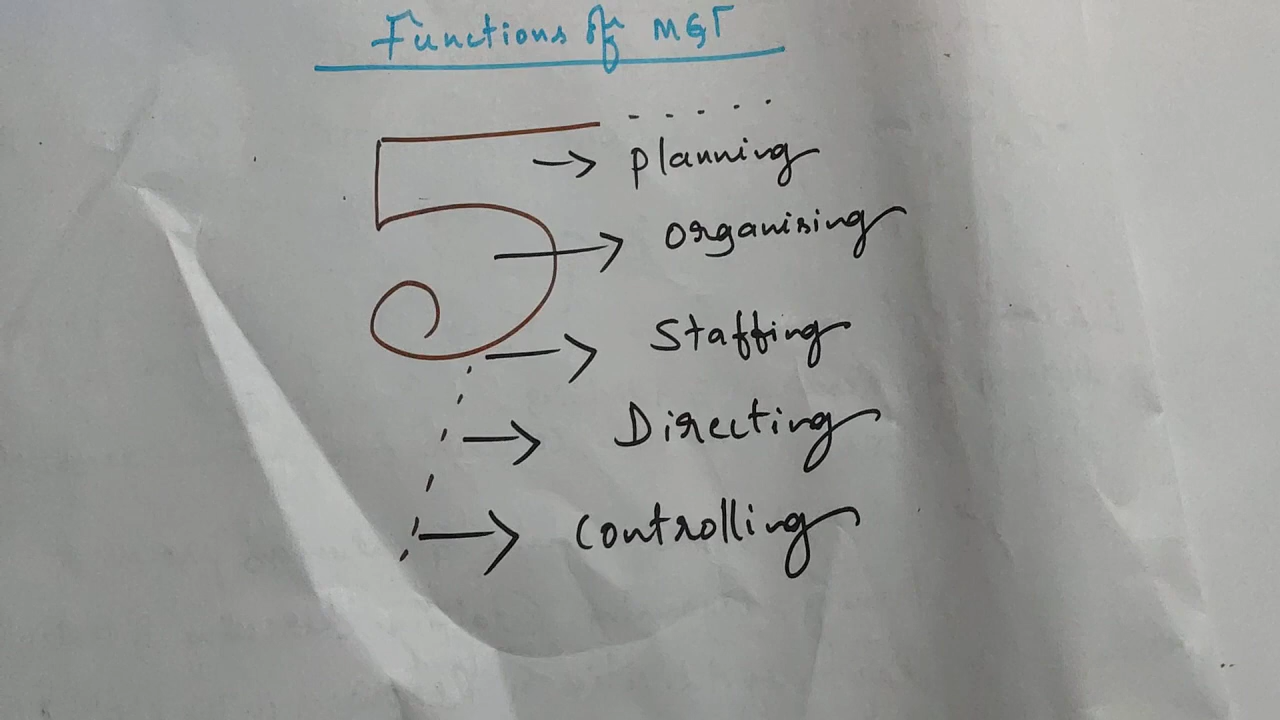 Functions of MGT
5
→ planning
→ organising
→ Staffing
→ Directing
→ Controlling